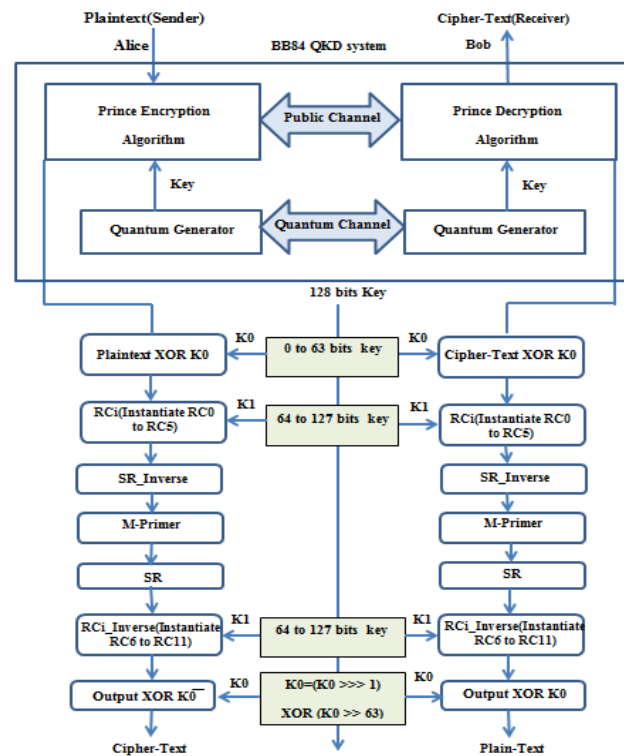 Plaintext(Sender)
Cipher-Text(Receiver)
Alice
BB84 QKD system
Bob
Prince Encryption
Algorithm
Public Channel
Prince Decryption
Algorithm
Key
Key
Quantum Generator
Quantum Channel
Quantum Generator
128 bits Key
Plaintext XOR K0
K0
0 to 63 bits key
K0
Cipher-Text XOR K0
RCi(Instantiate RC0
to RC5)
K1
64 to 127 bits key
K1
RCi(Instantiate RC0
to RC5)
SR_Inverse
SR_Inverse
M-Primer
M-Primer
SR
SR
RCi_Inverse(Instantiate
RC6 to RC11)
K1
64 to 127 bits key
K1
RCi_Inverse(Instantiate
RC6 to RC11)
Output XOR K0‾
K0
K0=(K0 >>> 1)
XOR (K0 >> 63)
K0
Output XOR K0
Cipher-Text
Plain-Text